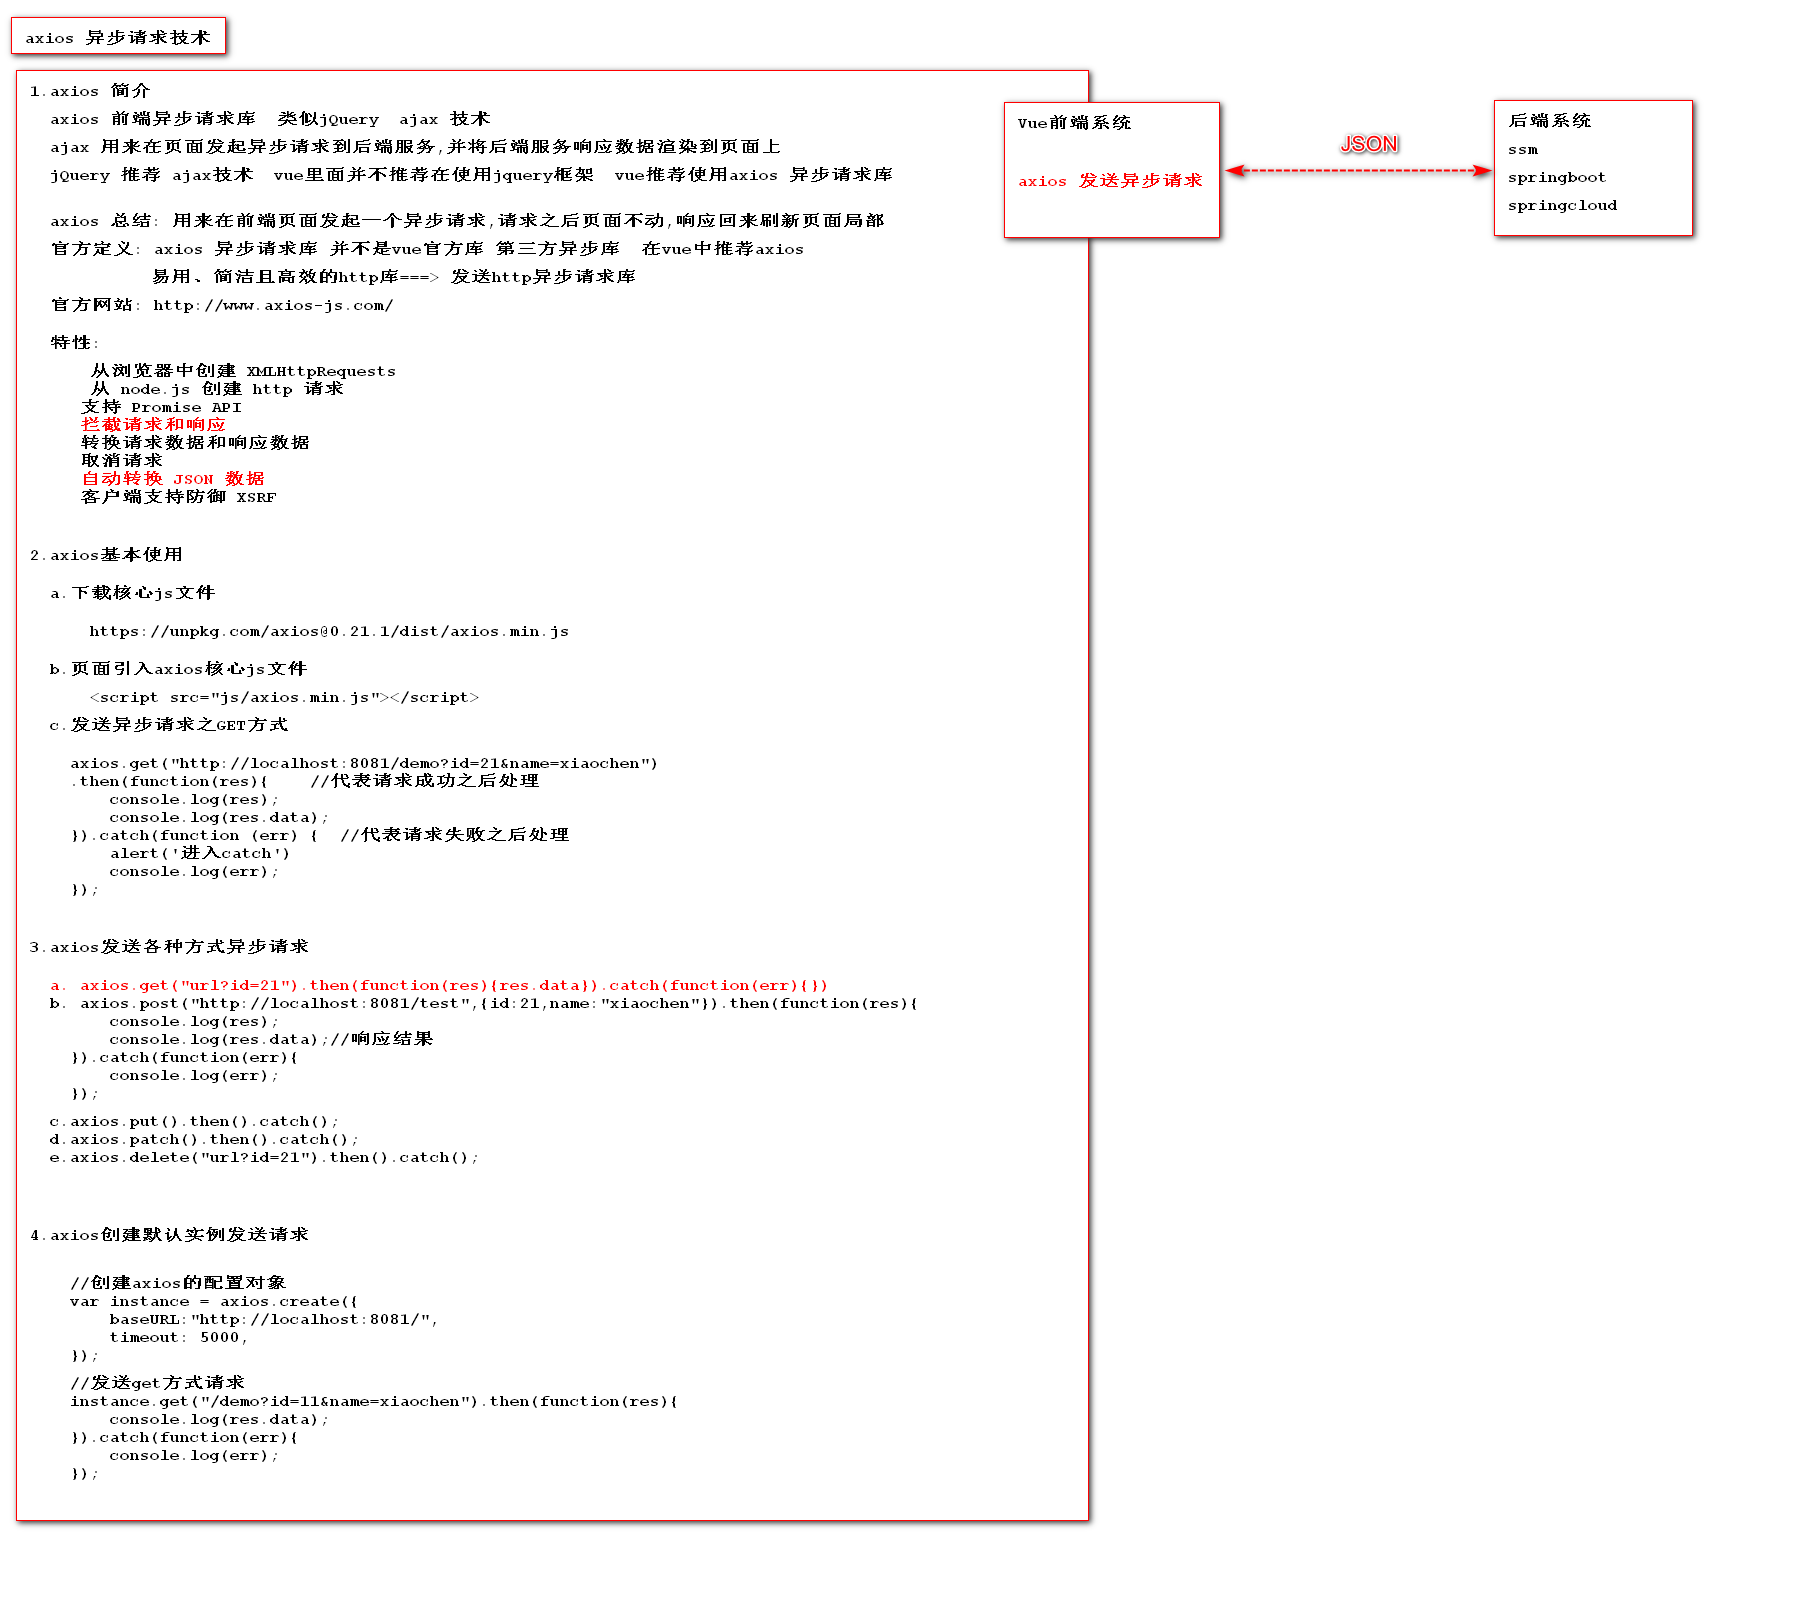 axios 异步请求技术
1.axios 简介
axios 前端异步请求库  类似jQuery  ajax 技术
ajax 用来在页面发起异步请求到后端服务,并将后端服务响应数据渲染到页面上
jQuery 推荐 ajax技术  vue里面并不推荐在使用jquery框架  vue推荐使用axios 异步请求库
axios 总结: 用来在前端页面发起一个异步请求,请求之后页面不动,响应回来刷新页面局部
官方定义: axios 异步请求库 并不是vue官方库 第三方异步库  在vue中推荐axios
易用、简洁且高效的http库===> 发送http异步请求库
官方网站: http://www.axios-js.com/
特性:
从浏览器中创建 XMLHttpRequests
从 node.js 创建 http 请求
支持 Promise API
拦截请求和响应
转换请求数据和响应数据
取消请求
自动转换 JSON 数据
客户端支持防御 XSRF
2.axios基本使用
a.下载核心js文件
https://unpkg.com/axios@0.21.1/dist/axios.min.js
b.页面引入axios核心js文件
<script src="js/axios.min.js"></script>
c.发送异步请求之GET方式
axios.get("http://localhost:8081/demo?id=21&name=xiaochen")
.then(function(res){    //代表请求成功之后处理
console.log(res);
console.log(res.data);
}).catch(function (err) {  //代表请求失败之后处理
alert('进入catch')
console.log(err);
});
3.axios发送各种方式异步请求
a. axios.get("url?id=21").then(function(res){res.data}).catch(function(err){})
b. axios.post("http://localhost:8081/test",{id:21,name:"xiaochen"}).then(function(res){
console.log(res);
console.log(res.data);//响应结果
}).catch(function(err){
console.log(err);
});
c.axios.put().then().catch();
d.axios.patch().then().catch();
e.axios.delete("url?id=21").then().catch();
4.axios创建默认实例发送请求
//创建axios的配置对象
var instance = axios.create({
baseURL:"http://localhost:8081/",
timeout: 5000,
});
//发送get方式请求
instance.get("/demo?id=11&name=xiaochen").then(function(res){
console.log(res.data);
}).catch(function(err){
console.log(err);
});
Vue前端系统
axios 发送异步请求
JSON
后端系统
ssm
springboot
springcloud